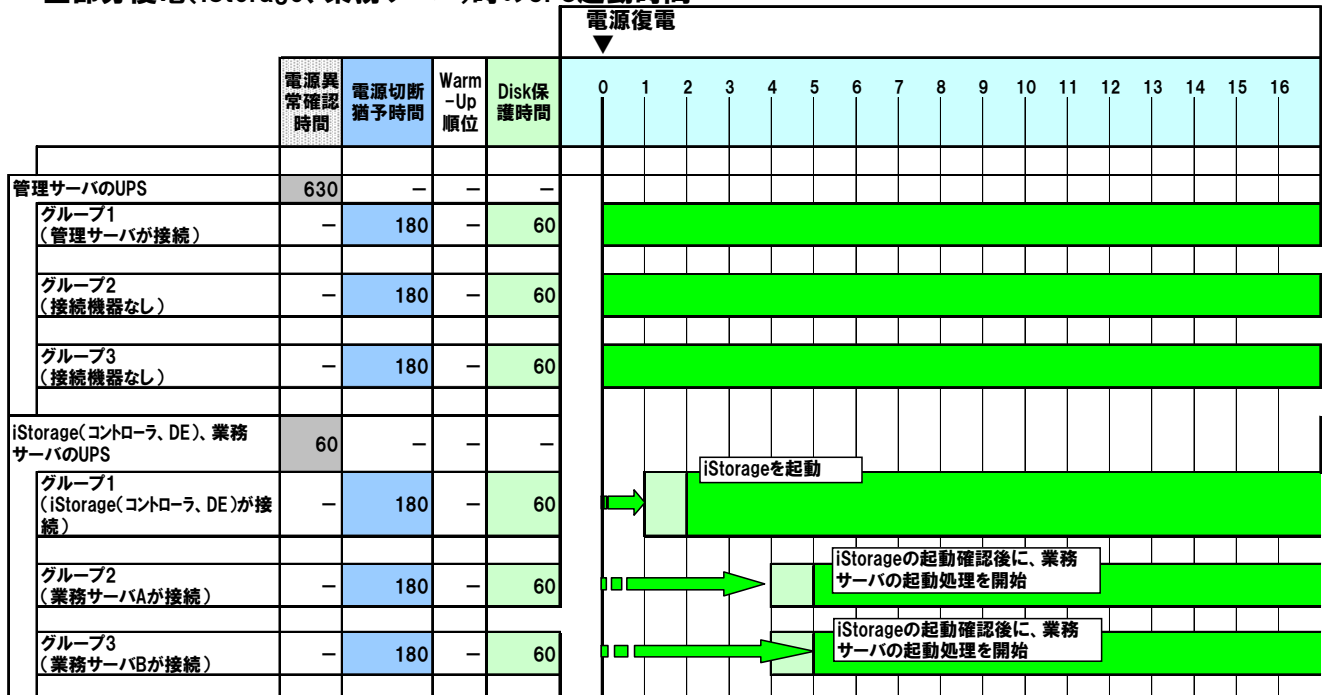 電源復電
▼
電源異常確認時間 電源切断猶予時間 Warm-Up順位 Disk保護時間 0 1 2 3 4 5 6 7 8 9 10 11 12 13 14 15 16
管理サーバのUPS 630 － － －
グループ1
（管理サーバが接続） － 180 － 60
グループ2
（接続機器なし） － 180 － 60
グループ3
（接続機器なし） － 180 － 60
iStorage(コントローラ、DE)、業務
サーバのUPS 60 － － －
iStorageを起動
グループ1
（iStorage(コントローラ、DE)が接
続） － 180 － 60
iStorageの起動確認後に、業務
サーバの起動処理を開始
グループ2
（業務サーバAが接続） － 180 － 60
iStorageの起動確認後に、業務
サーバの起動処理を開始
グループ3
（業務サーバBが接続） － 180 － 60